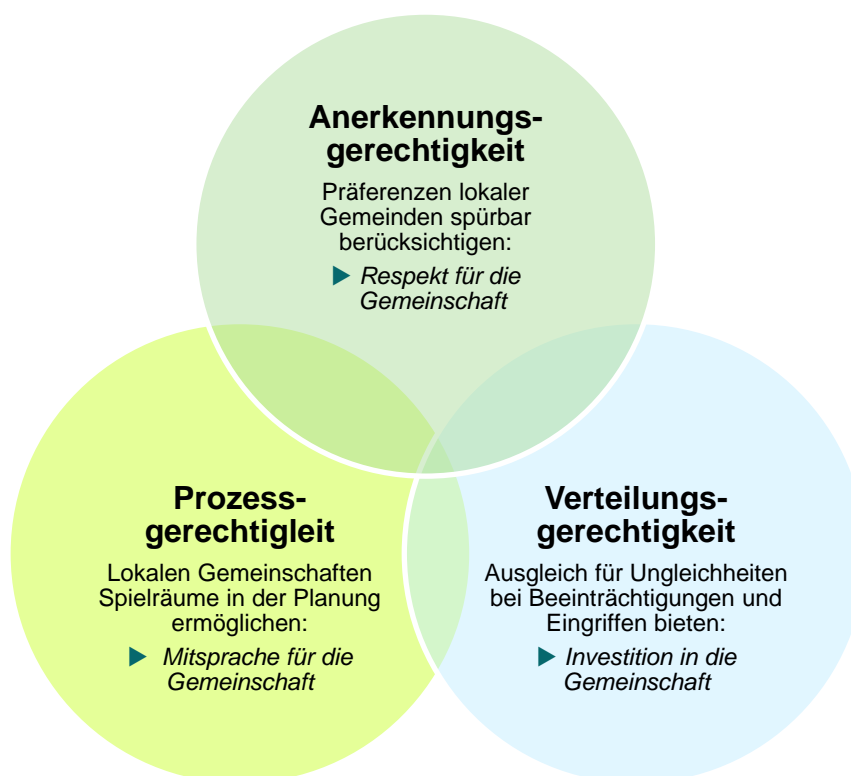 Anerkennungs-
gerechtigkeit
Präferenzen lokaler
Gemeinden spürbar
berücksichtigen:
▶ Respekt für die
Gemeinschaft
Prozess-
gerechtigleit
Lokalen Gemeinschaften
Spielräume in der Planung
ermöglichen:
▶ Mitsprache für die
Gemeinschaft
Verteilungs-
gerechtigkeit
Ausgleich für Ungleichheiten
bei Beeinträchtigungen und
Eingriffen bieten:
▶ Investition in die
Gemeinschaft